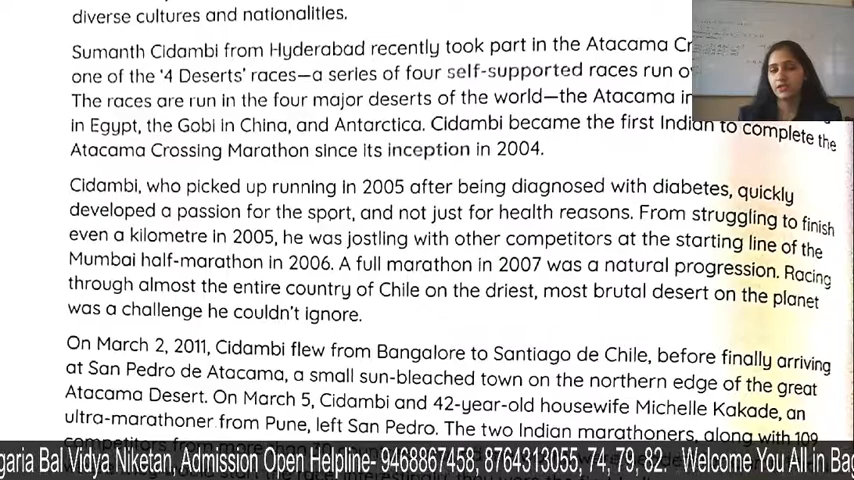 diverse cultures and nationalities.
Sumanth Cidambi from Hyderabad recently took part in the Atacama Cr
one of the '4 Deserts' races—a series of four self-supported races run o
The races are run in the four major deserts of the world—the Atacama in
in Egypt, the Gobi in China, and Antarctica. Cidambi became the first Indian to complete the
Atacama Crossing Marathon since its inception in 2004.
Cidambi, who picked up running in 2005 after being diagnosed with diabetes, quickly
developed a passion for the sport, and not just for health reasons. From struggling to finish
even a kilometre in 2005, he was jostling with other competitors at the starting line of the
Mumbai half-marathon in 2006. A full marathon in 2007 was a natural progression. Racing
through almost the entire country of Chile on the driest, most brutal desert on the planet
was a challenge he couldn't ignore.
On March 2, 2011, Cidambi flew from Bangalore to Santiago de Chile, before finally arriving
at San Pedro de Atacama, a small sun-bleached town on the northern edge of the great
Atacama Desert. On March 5, Cidambi and 42-year-old housewife Michelle Kakade, an
ultra-marathoner from Pune, left San Pedro. The two Indian marathoners, along with 109
garia Bal Vidya Niketan, Admission Open Helpline- 9468867458, 8764313055, 74, 79, 82. Welcome You All in Bag